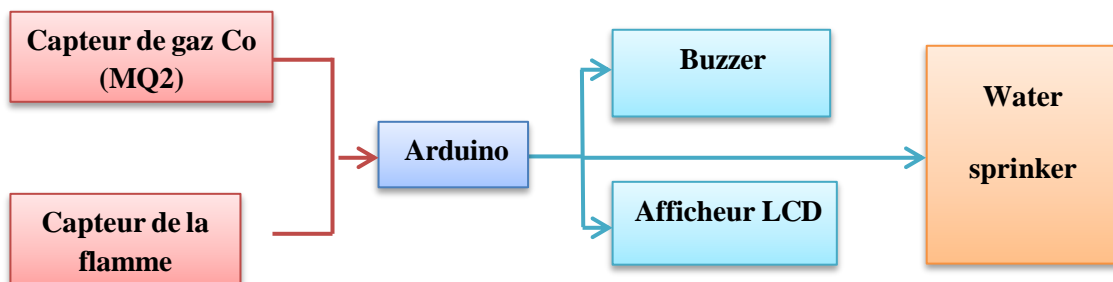 Capteur de gaz Co
(MQ2)
Capteur de la
flamme
Arduino
Buzzer
Afficheur LCD
Water
sprinker